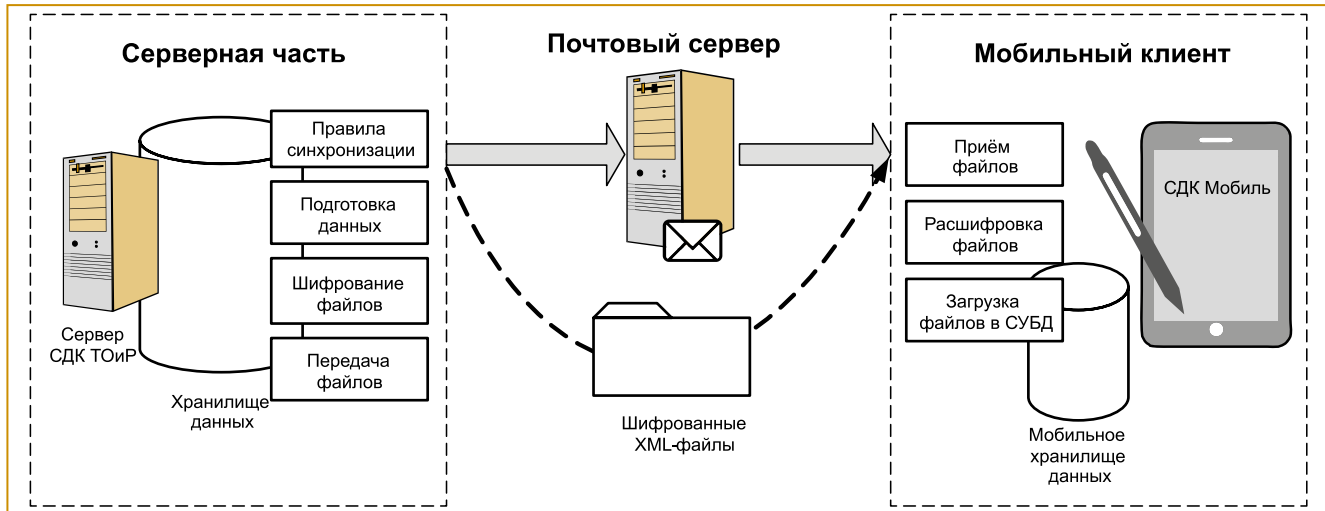 Серверная часть
Правила
синхронизации
Подготовка
данных
Шифрование
файлов
Передача
файлов
Сервер
СДК ТОиР
Хранилище
данных
Почтовый сервер
Шифрованные
XML-файлы
Мобильный клиент
Приём
файлов
Расшифровка
файлов
Загрузка
файлов в СУБД
СДК Мобиль
Мобильное
хранилище
данных